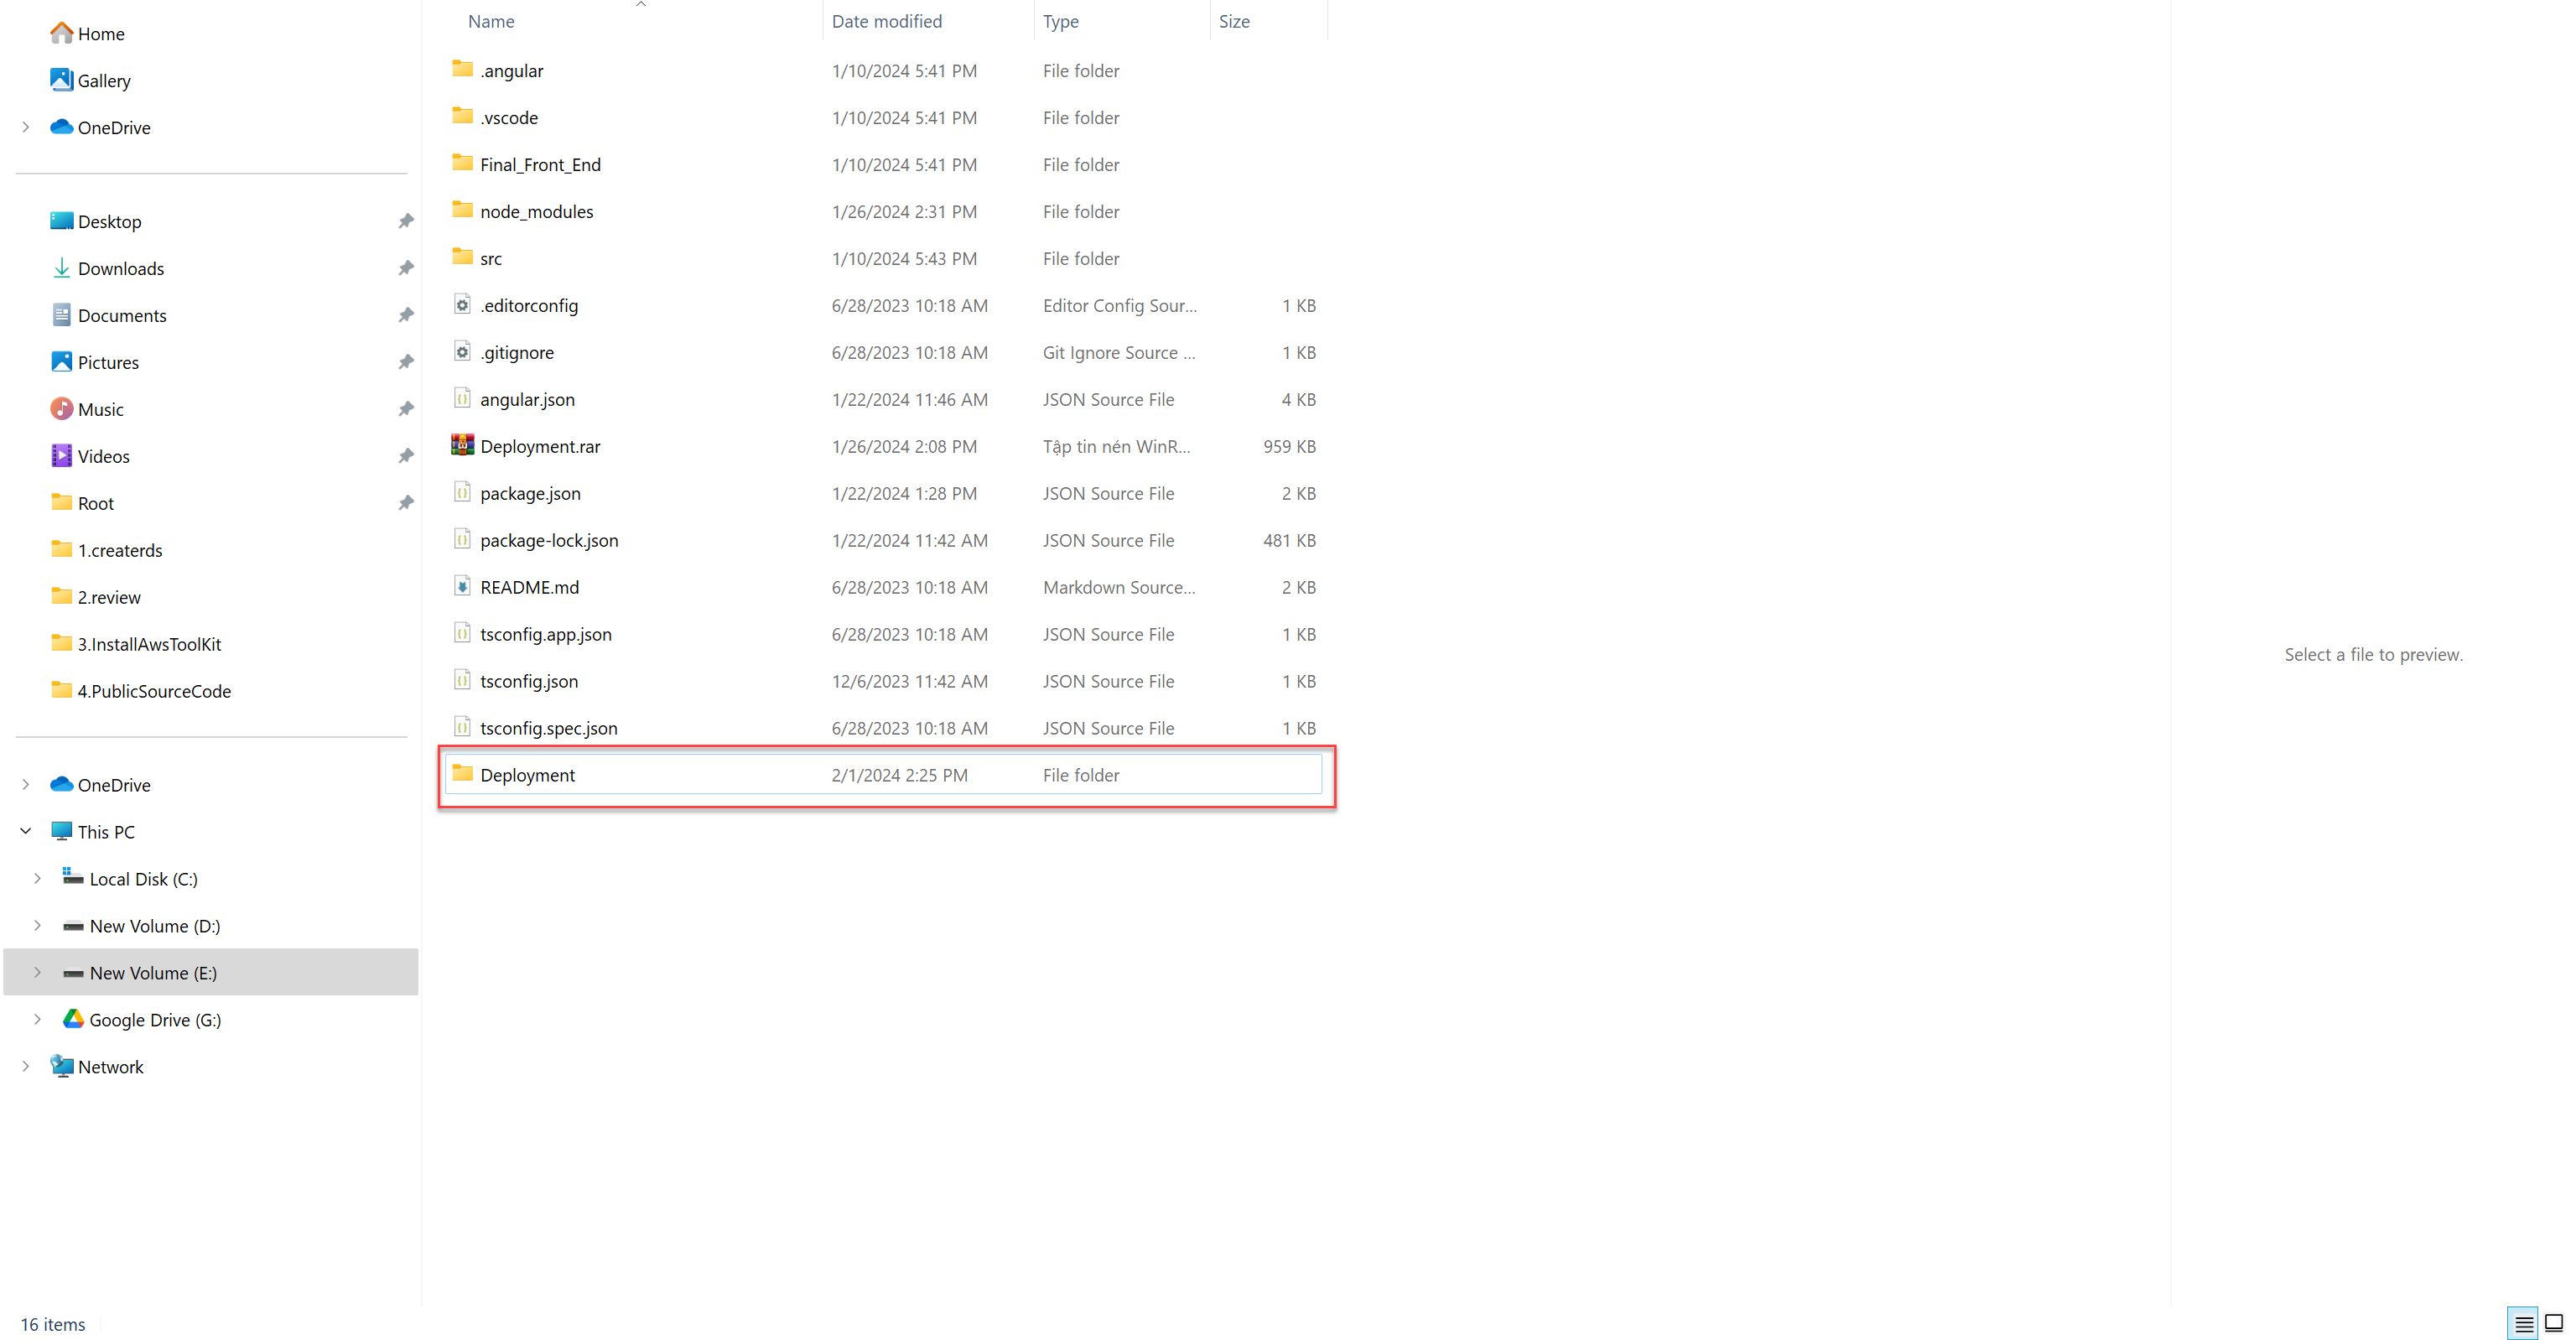 Home
Gallery
OneDrive
Desktop
Downloads
Documents
Pictures
Music
Videos
Root
1.createrds
2.review
3.InstallAwsToolKit
4.PublicSourceCode
OneDrive
This PC
Local Disk (C:)
New Volume (D:)
New Volume (E:)
Google Drive (G:)
Network
Name Date modified Type Size
.angular 1/10/2024 5:41 PM File folder
.vscode 1/10/2024 5:41 PM File folder
Final_Front_End 1/10/2024 5:41 PM File folder
node_modules 1/26/2024 2:31 PM File folder
src 1/10/2024 5:43 PM File folder
.editorconfig 6/28/2023 10:18 AM Editor Config Sour... 1 KB
.gitignore 6/28/2023 10:18 AM Git Ignore Source ... 1 KB
angular.json 1/22/2024 11:46 AM JSON Source File 4 KB
Deployment.rar 1/26/2024 2:08 PM Tập tin nén WinR... 959 KB
package.json 1/22/2024 1:28 PM JSON Source File 2 KB
package-lock.json 1/22/2024 11:42 AM JSON Source File 481 KB
README.md 6/28/2023 10:18 AM Markdown Source... 2 KB
tsconfig.app.json 6/28/2023 10:18 AM JSON Source File 1 KB
tsconfig.json 12/6/2023 11:42 AM JSON Source File 1 KB
tsconfig.spec.json 6/28/2023 10:18 AM JSON Source File 1 KB
Deployment 2/1/2024 2:25 PM File folder
Select a file to preview.
16 items